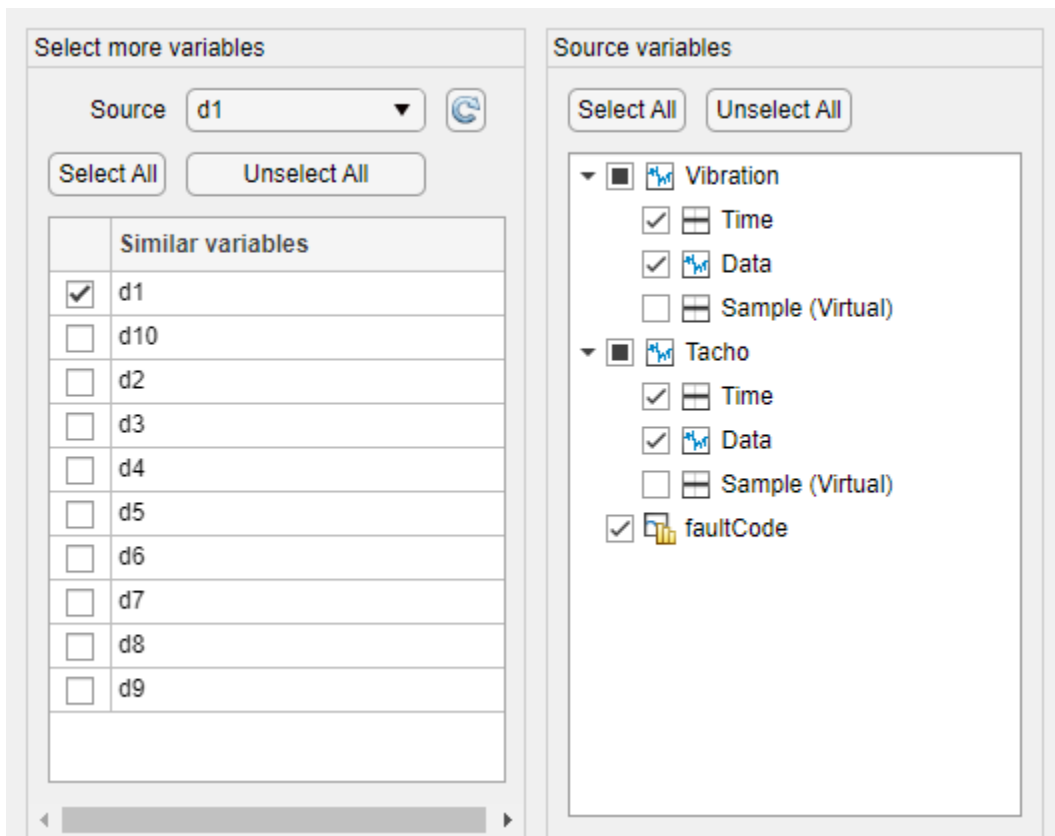 Select more variables
Source d1
Select All Unselect All
Similar variables
d1
d10
d2
d3
d4
d5
d6
d7
d8
d9
Source variables
Select All Unselect All
Vibration
Time
Data
Sample (Virtual)
Tacho
Time
Data
Sample (Virtual)
faultCode